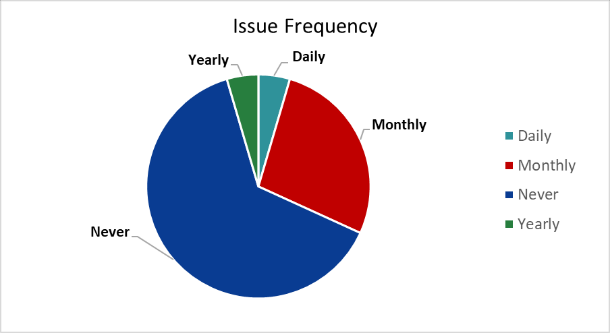 Issue Frequency
Yearly
Daily
Monthly
Never
Daily
Monthly
Never
Yearly